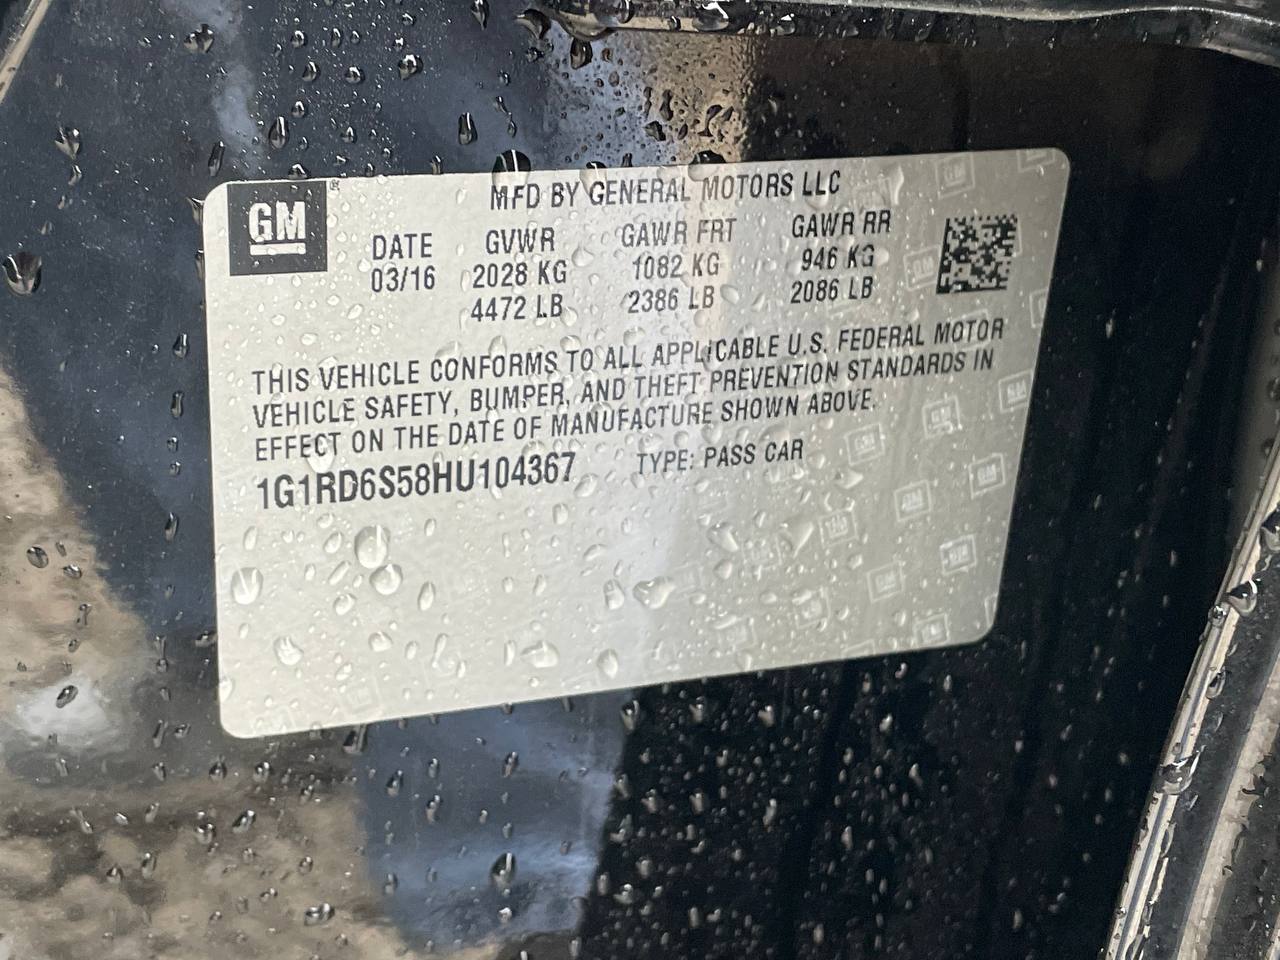 GM
MFD BY GENERAL MOTORS LLC
DATE GVWR GAWR FRT GAWR RR
03/16 2028 KG 1082 KG 946 KG
4472 LB 2386 LB 2086 LB
THIS VEHICLE CONFORMS TO ALL APPLICABLE U.S. FEDERAL MOTOR
VEHICLE SAFETY, BUMPER, AND THEFT PREVENTION STANDARDS IN
EFFECT ON THE DATE OF MANUFACTURE SHOWN ABOVE.
1G1RD6S58HU104367 TYPE: PASS CAR